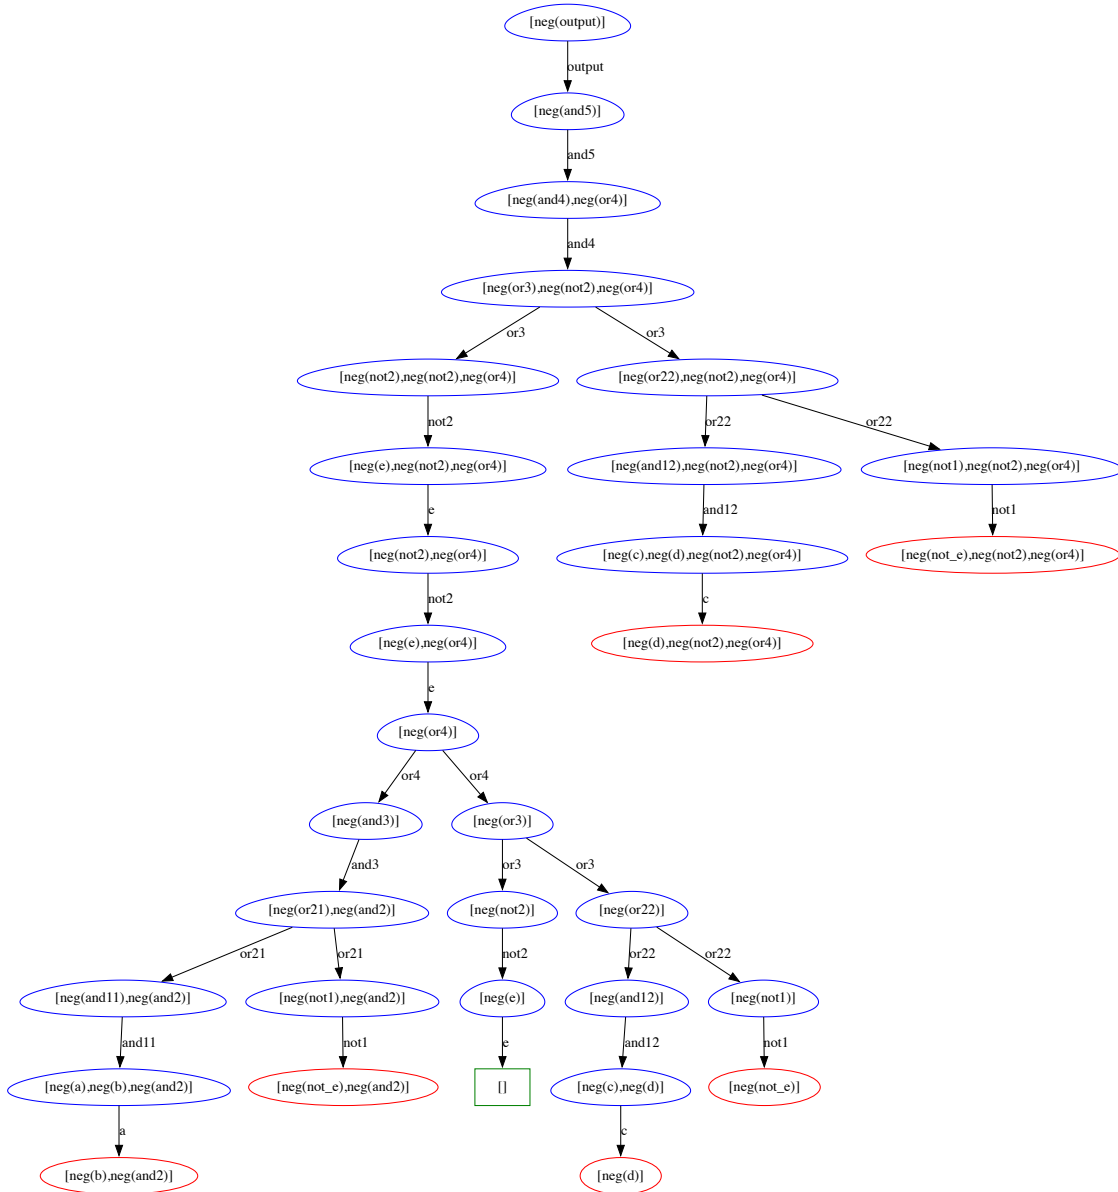 [neg(output)]
output
[neg(and5)]
and5
[neg(and4),neg(or4)]
and4
[neg(or3),neg(not2),neg(or4)]
or3
or3
[neg(not2),neg(not2),neg(or4)]
[neg(or22),neg(not2),neg(or4)]
not2
or22
or22
[neg(e),neg(not2),neg(or4)]
[neg(and12),neg(not2),neg(or4)]
[neg(not1),neg(not2),neg(or4)]
e
and12
not1
[neg(not2),neg(or4)]
[neg(c),neg(d),neg(not2),neg(or4)]
[neg(not_e),neg(not2),neg(or4)]
not2
c
[neg(e),neg(or4)]
[neg(d),neg(not2),neg(or4)]
e
[neg(or4)]
or4
or4
[neg(and3)]
[neg(or3)]
and3
or3
or3
[neg(or21),neg(and2)]
[neg(not2)]
[neg(or22)]
or21
or21
not2
or22
or22
[neg(and11),neg(and2)]
[neg(not1),neg(and2)]
[neg(e)]
[neg(and12)]
[neg(not1)]
and11
not1
e
and12
not1
[neg(a),neg(b),neg(and2)]
[neg(not_e),neg(and2)]
[]
[neg(c),neg(d)]
[neg(not_e)]
a
c
[neg(b),neg(and2)]
[neg(d)]